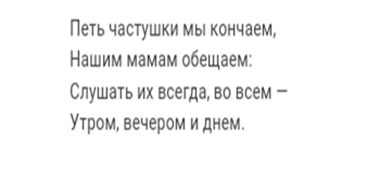 Петь частушки мы кончаем,
Нашим мамам обещаем:
Слушать их всегда, во всем —
Утром, вечером и днем.